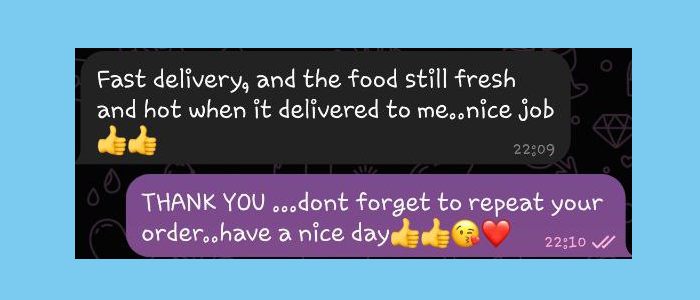 Fast delivery, and the food still fresh
and hot when it delivered to me..nice job
👍👍
22:09
THANK YOU ...dont forget to repeat your
order..have a nice day👍👍😘❤️
22:10